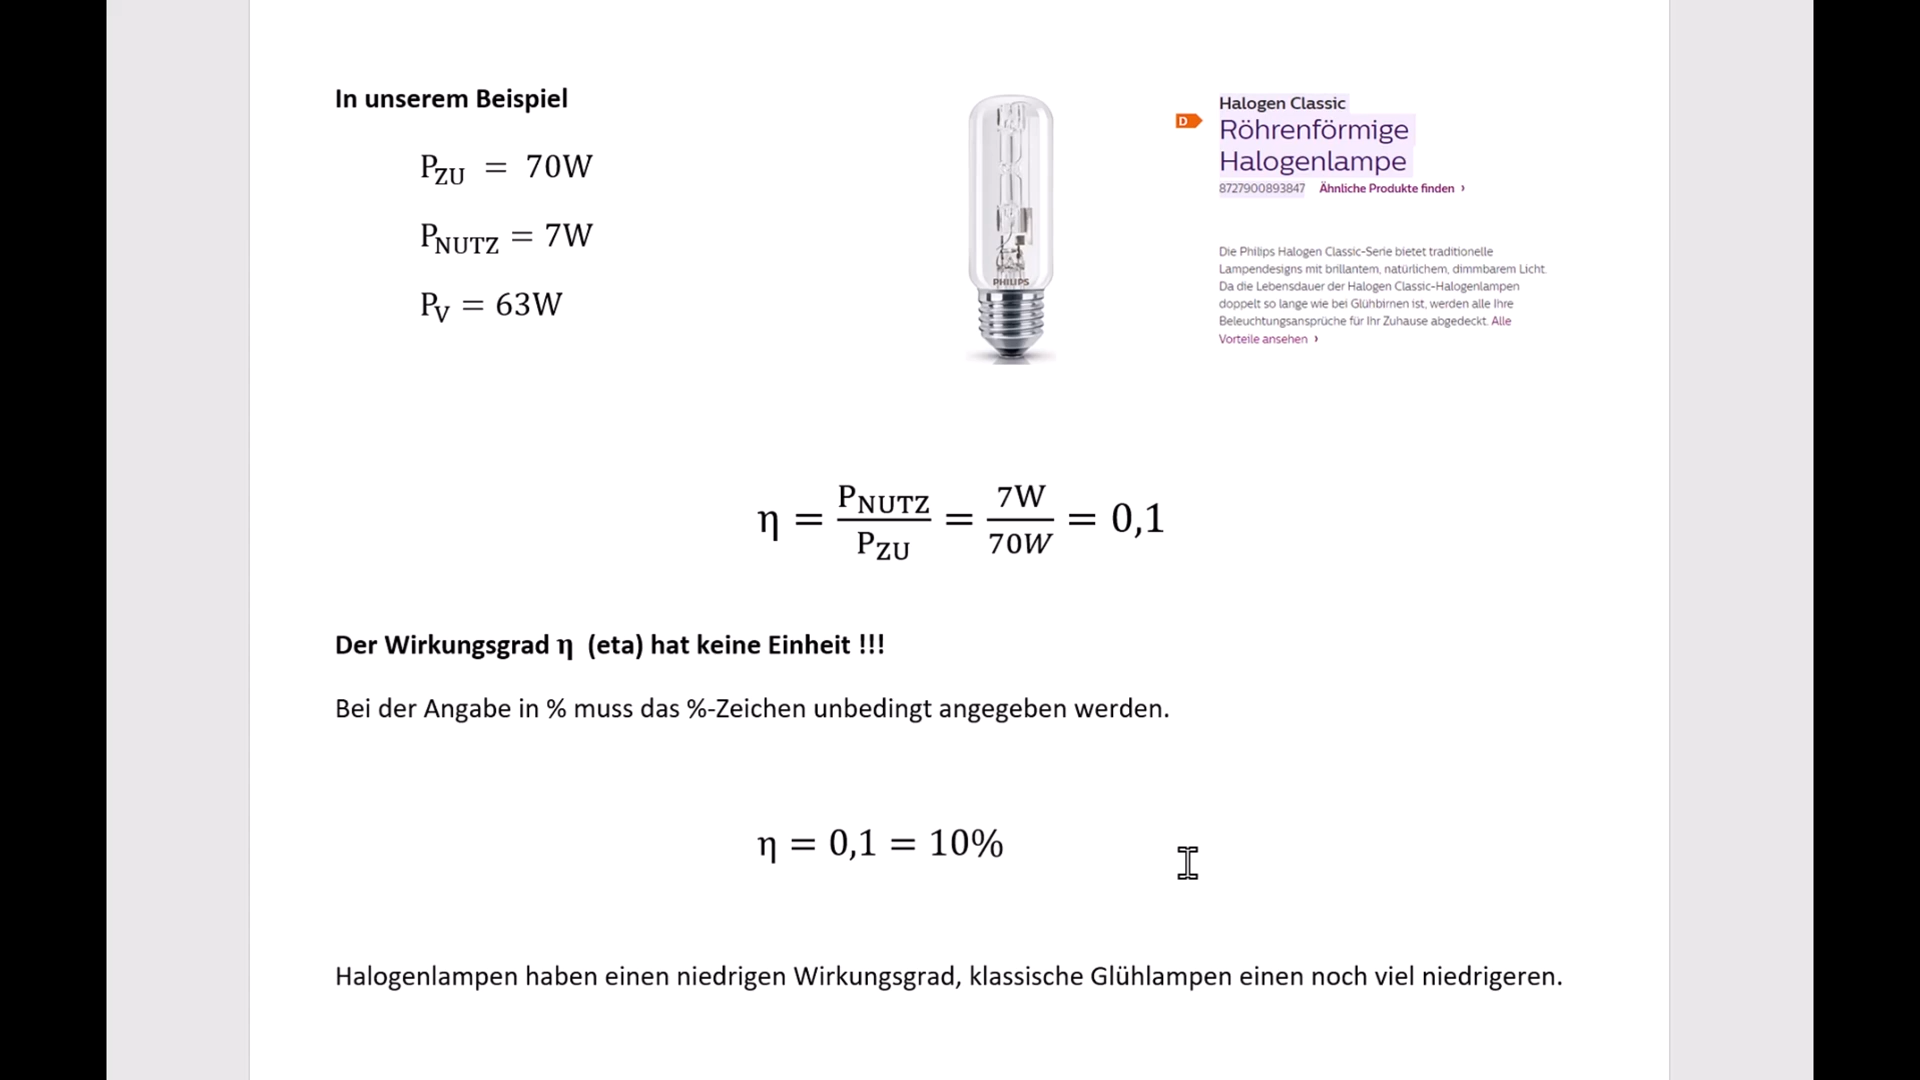 In unserem Beispiel
P_ZU = 70W
P_NUTZ = 7W
P_V = 63W
PHILIPS
D
Halogen Classic
Röhrenförmige
Halogenlampe
8727900893847 Ähnliche Produkte finden ›
Die Philips Halogen Classic-Serie bietet traditionelle
Lampendesigns mit brillantem, natürlichem, dimmbarem Licht.
Da die Lebensdauer der Halogen Classic-Halogenlampen
doppelt so lange wie bei Glühbirnen ist, werden alle Ihre
Beleuchtungsansprüche für Ihr Zuhause abgedeckt. Alle
Vorteile ansehen ›
η = P_NUTZ / P_ZU = 7W / 70W = 0,1
Der Wirkungsgrad η (eta) hat keine Einheit !!!
Bei der Angabe in % muss das %-Zeichen unbedingt angegeben werden.
η = 0,1 = 10%
Halogenlampen haben einen niedrigen Wirkungsgrad, klassische Glühlampen einen noch viel niedrigeren.